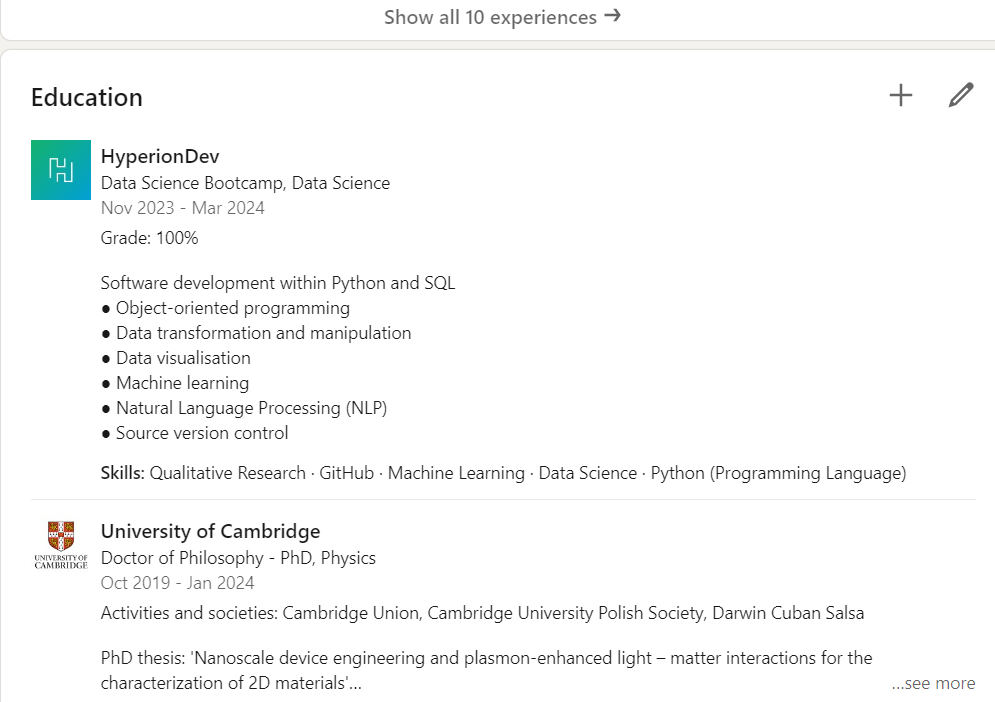 Show all 10 experiences →
Education
HyperionDev
Data Science Bootcamp, Data Science
Nov 2023 - Mar 2024
Grade: 100%
Software development within Python and SQL
● Object-oriented programming
● Data transformation and manipulation
● Data visualisation
● Machine learning
● Natural Language Processing (NLP)
● Source version control
Skills: Qualitative Research · GitHub · Machine Learning · Data Science · Python (Programming Language)
UNIVERSITY OF
CAMBRIDGE
University of Cambridge
Doctor of Philosophy - PhD, Physics
Oct 2019 - Jan 2024
Activities and societies: Cambridge Union, Cambridge University Polish Society, Darwin Cuban Salsa
PhD thesis: 'Nanoscale device engineering and plasmon-enhanced light – matter interactions for the
characterization of 2D materials'...
...see more